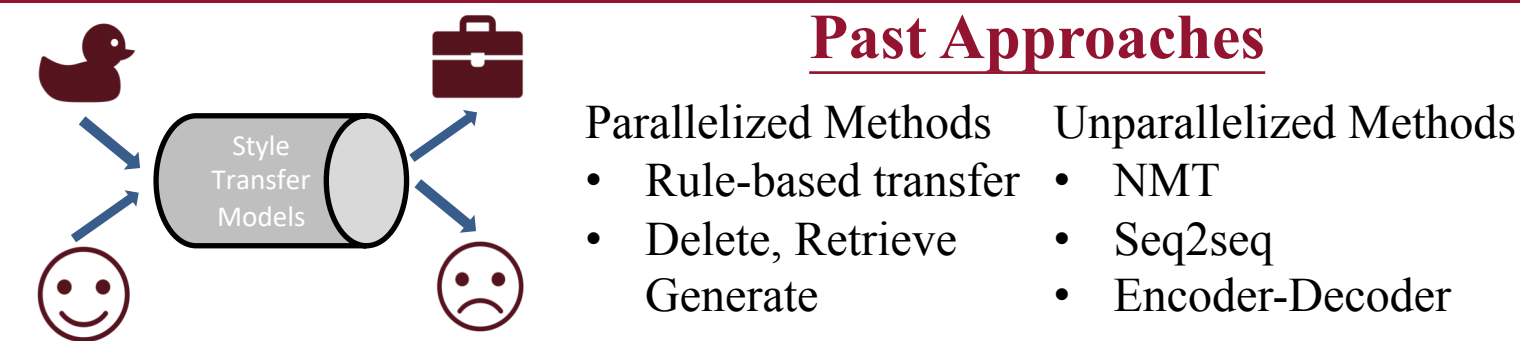 Past Approaches
Style
Transfer
Models
Parallelized Methods
• Rule-based transfer
• Delete, Retrieve
Generate
Unparallelized Methods
• NMT
• Seq2seq
• Encoder-Decoder